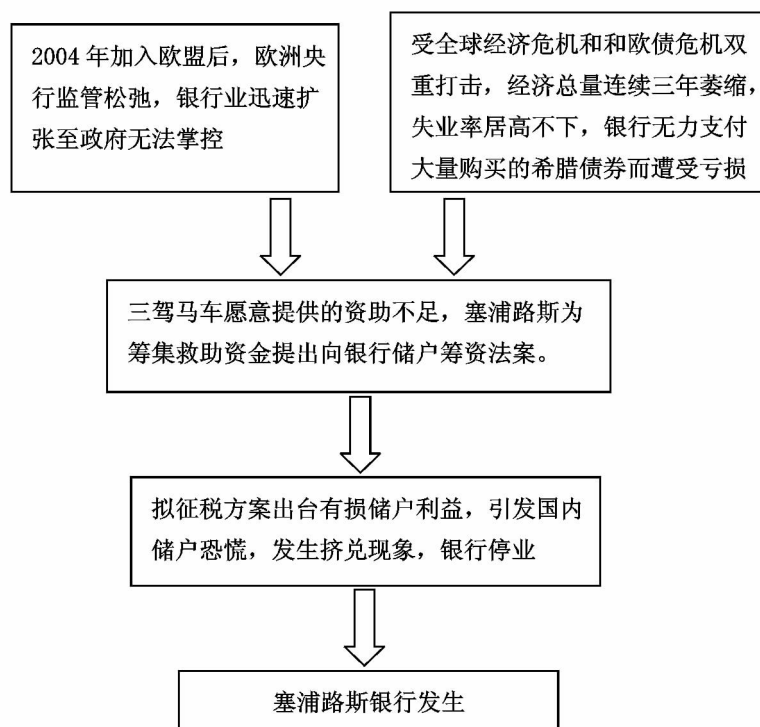 2004 年加入欧盟后，欧洲央
行监管松弛，银行业迅速扩
张至政府无法掌控
受全球经济危机和和欧债危机双
重打击，经济总量连续三年萎缩，
失业率居高不下，银行无力支付
大量购买的希腊债券而遭受亏损
三驾马车愿意提供的资助不足，塞浦路斯为
筹集救助资金提出向银行储户筹资法案。
拟征税方案出台有损储户利益，引发国内
储户恐慌，发生挤兑现象，银行停业
塞浦路斯银行发生